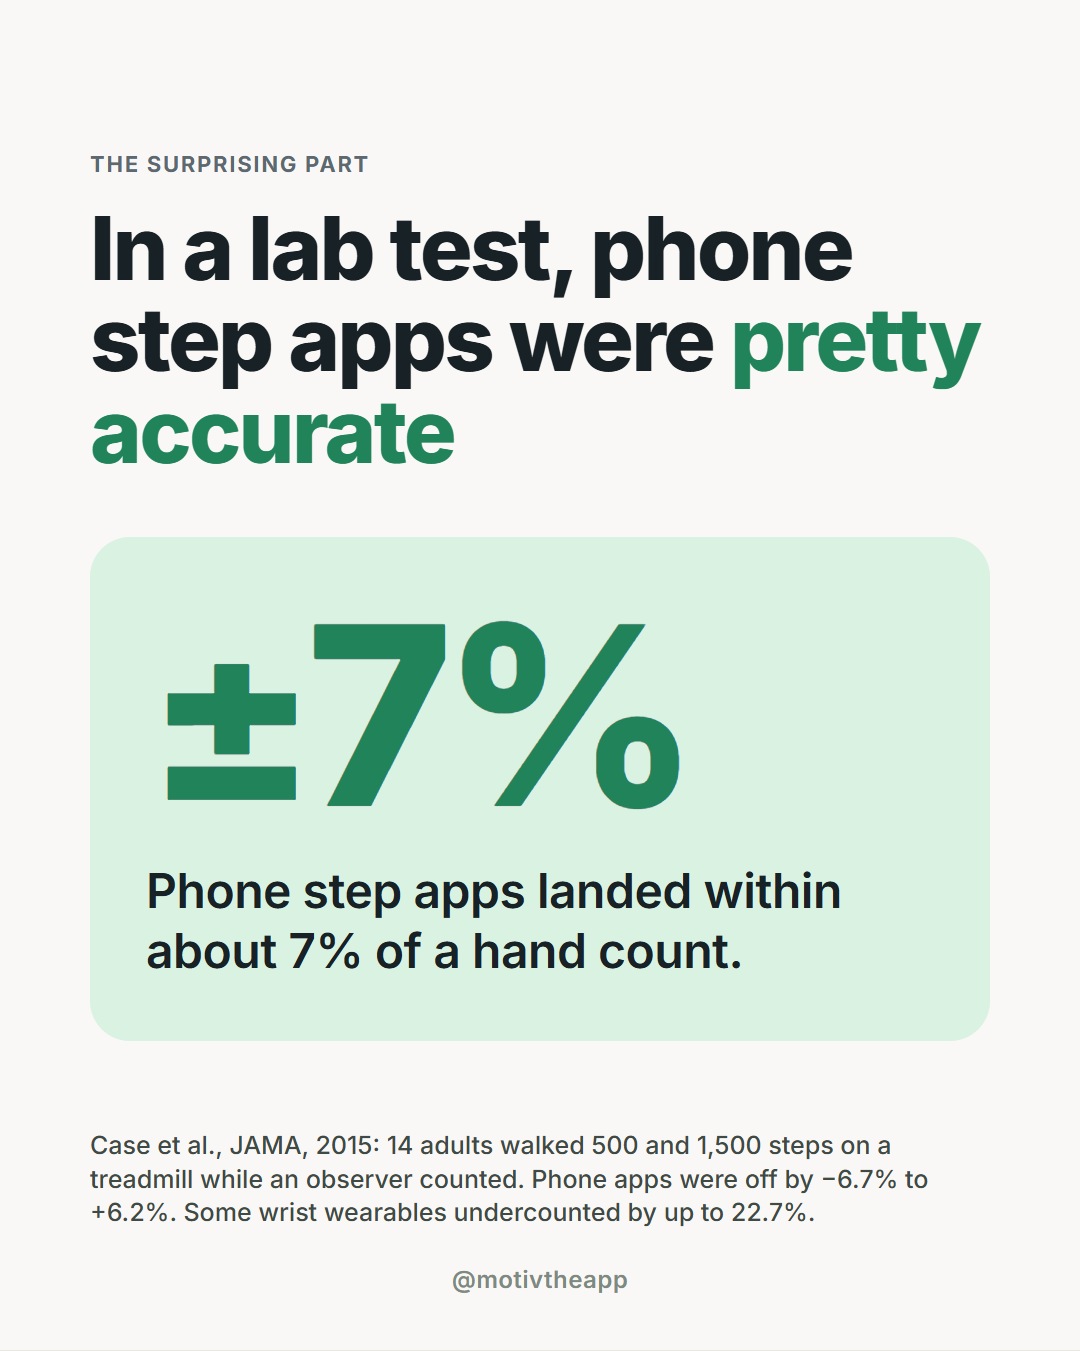 THE SURPRISING PART
In a lab test, phone
step apps were pretty
accurate
±7%
Phone step apps landed within
about 7% of a hand count.
Case et al., JAMA, 2015: 14 adults walked 500 and 1,500 steps on a
treadmill while an observer counted. Phone apps were off by −6.7% to
+6.2%. Some wrist wearables undercounted by up to 22.7%.
@motivtheapp